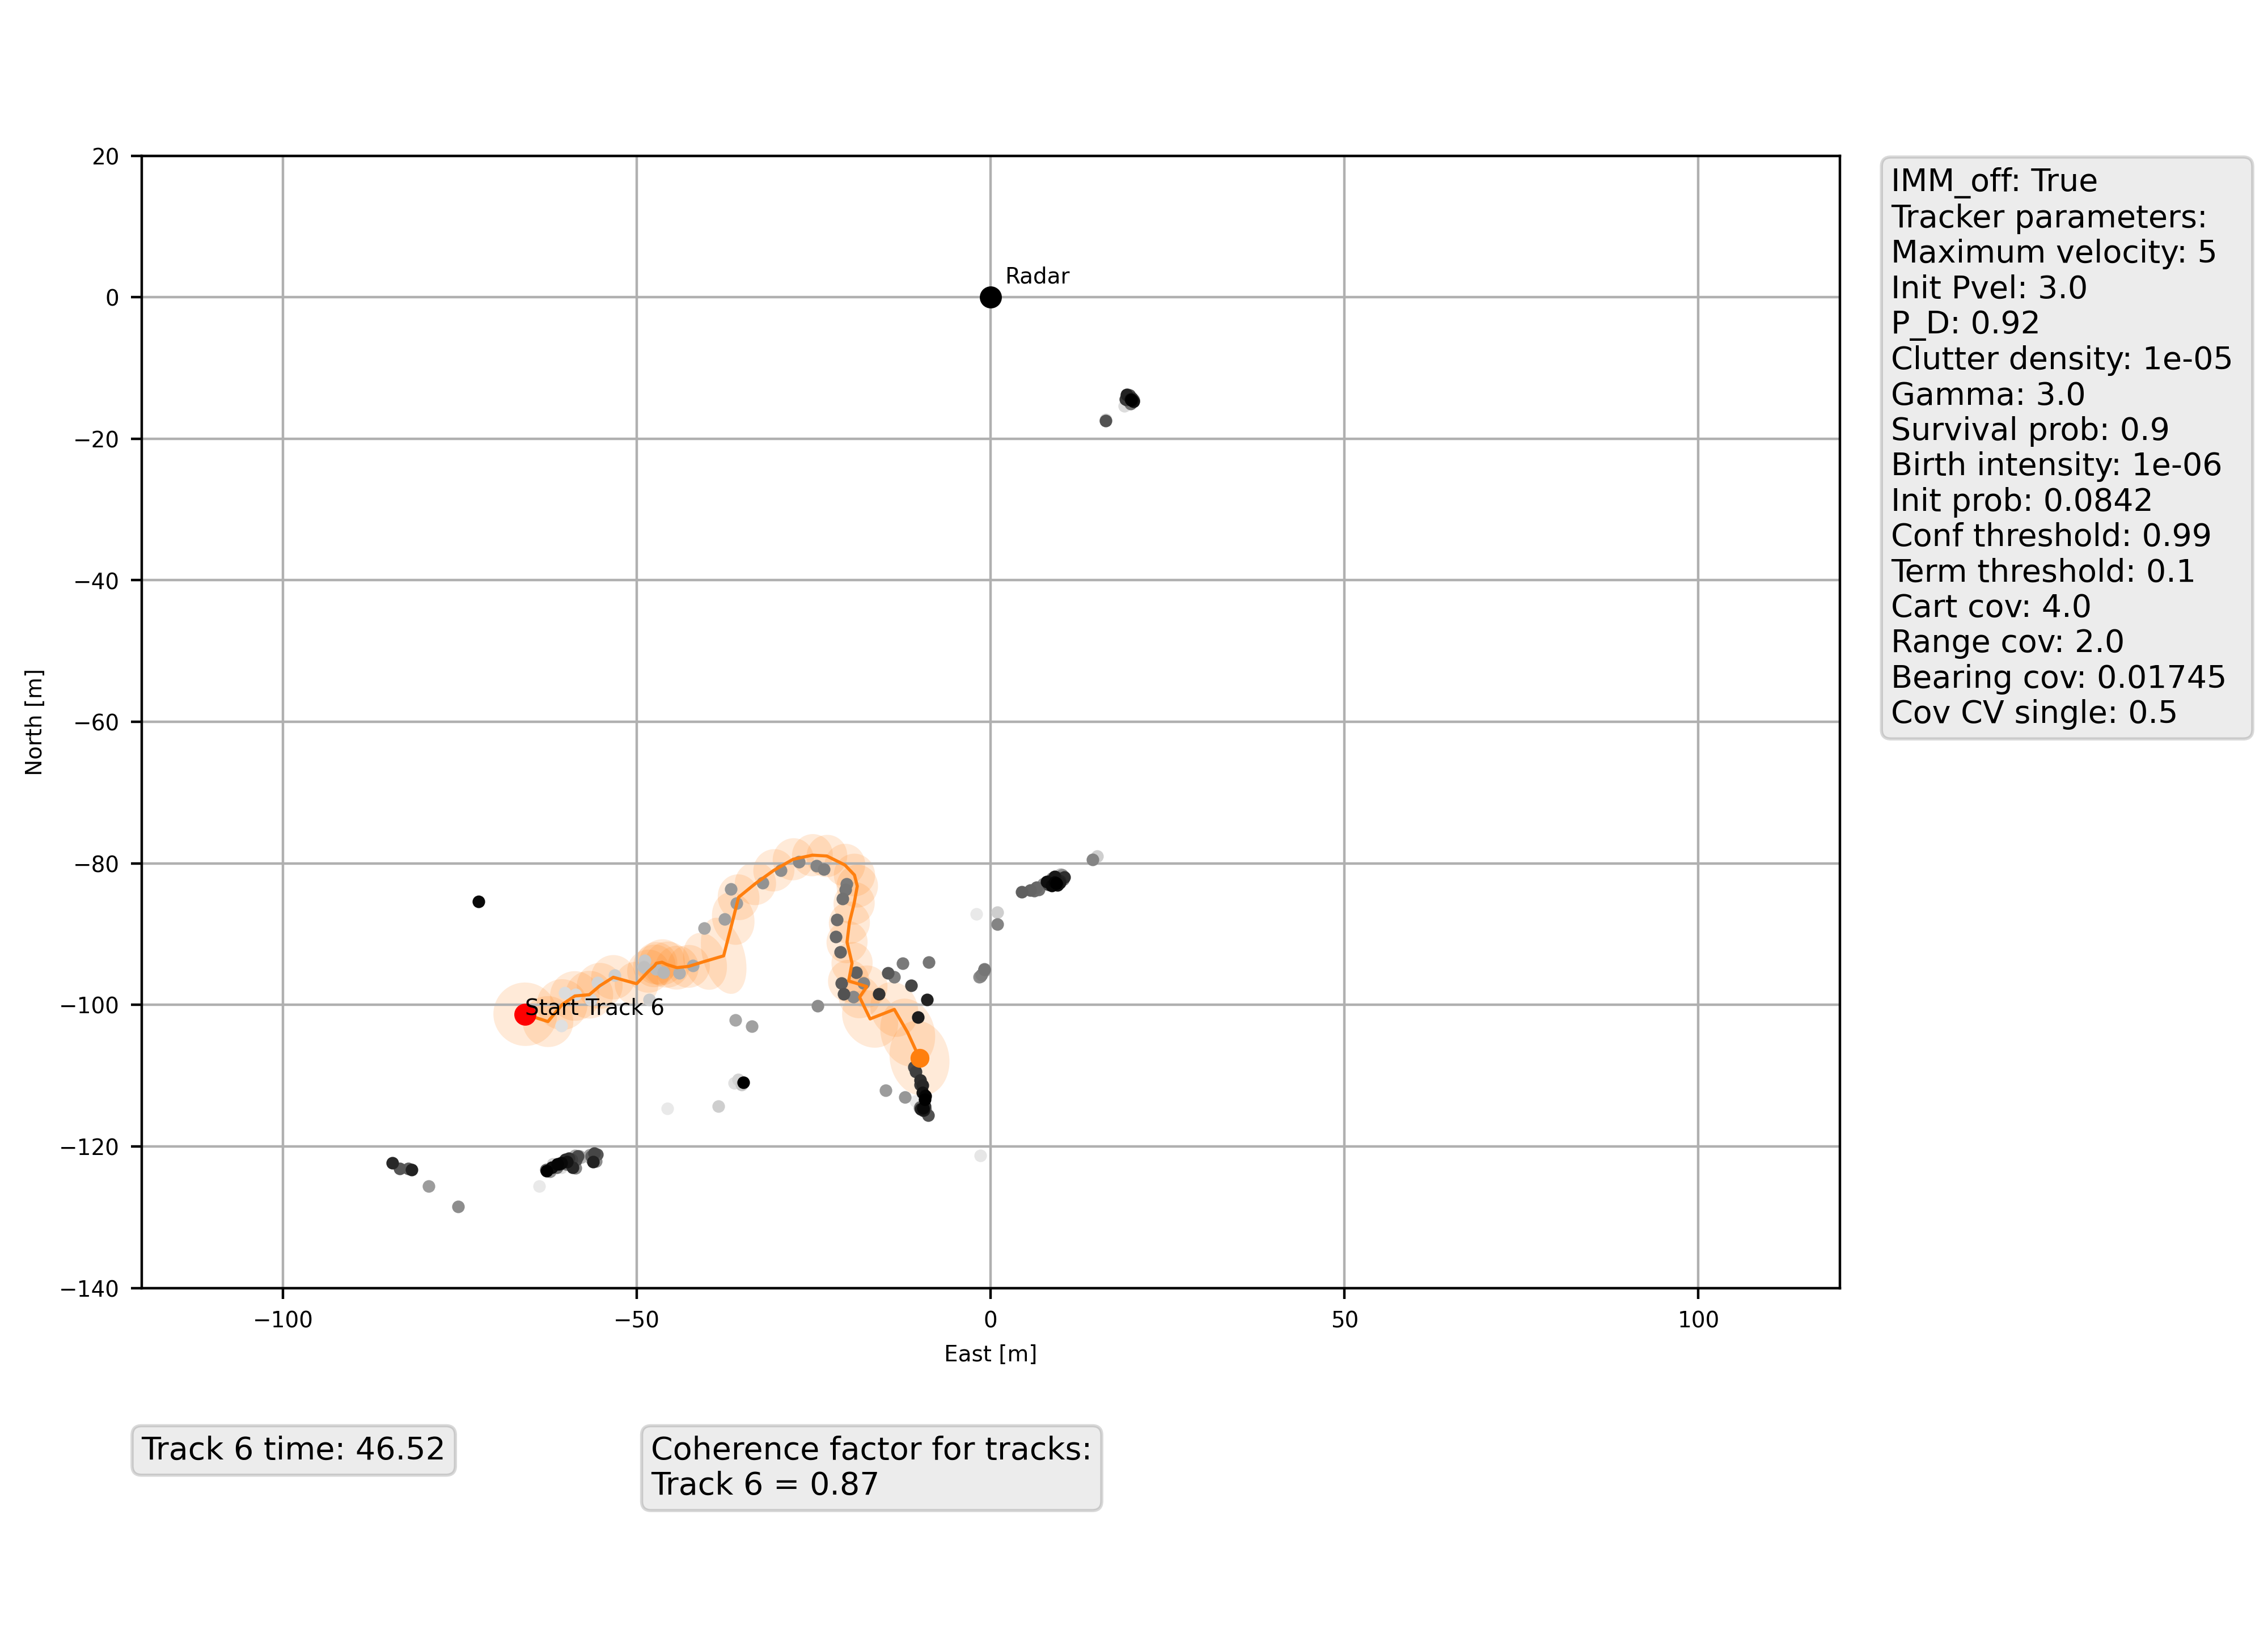 20
0
−20
−40
−60
−80
−100
−120
−140
North [m]
Radar
Start Track 6
−100
−50
0
50
100
East [m]
IMM_off: True
Tracker parameters:
Maximum velocity: 5
Init Pvel: 3.0
P_D: 0.92
Clutter density: 1e-05
Gamma: 3.0
Survival prob: 0.9
Birth intensity: 1e-06
Init prob: 0.0842
Conf threshold: 0.99
Term threshold: 0.1
Cart cov: 4.0
Range cov: 2.0
Bearing cov: 0.01745
Cov CV single: 0.5
Track 6 time: 46.52
Coherence factor for tracks:
Track 6 = 0.87